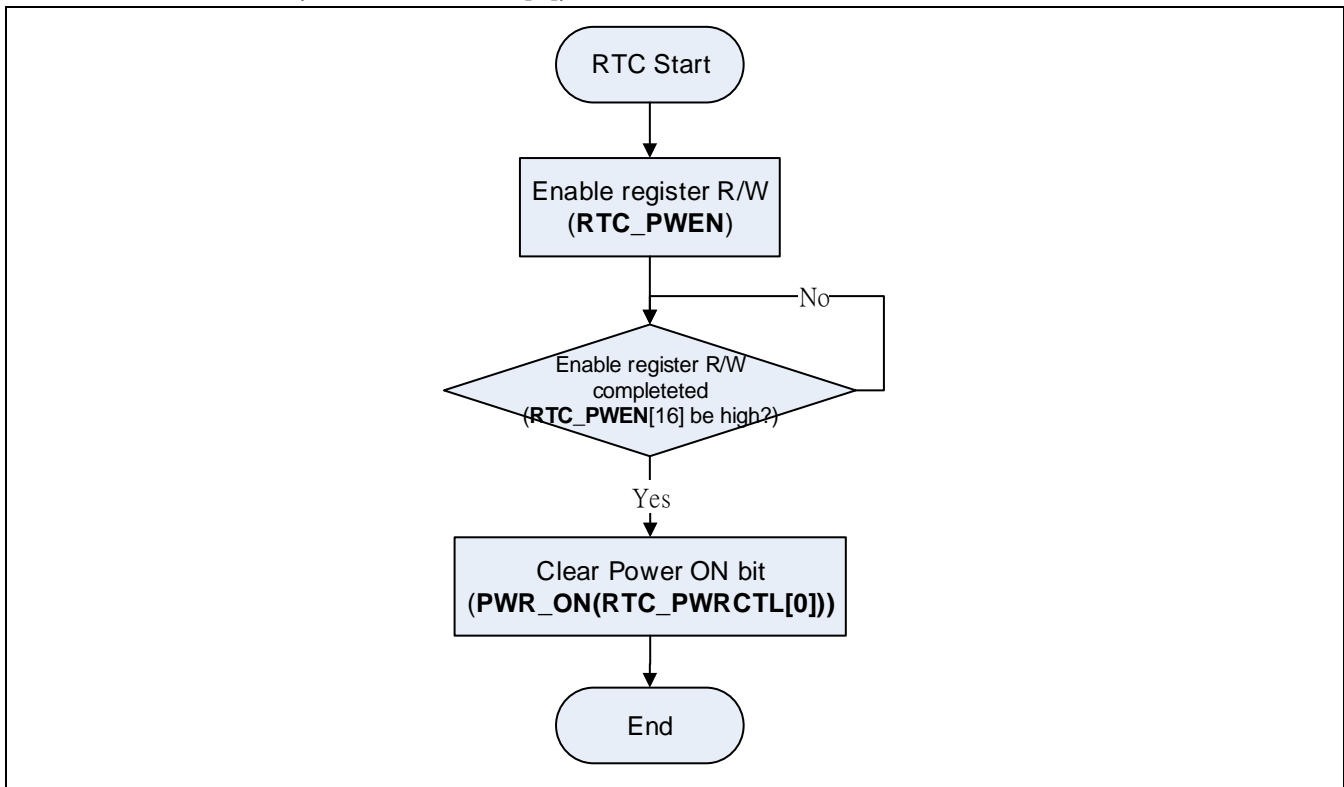 RTC Start
Enable register R/W
(RTC_PWEN)
No
Enable register R/W
completeted
(RTC_PWEN[16] be high?)
Yes
Clear Power ON bit
(PWR_ON(RTC_PWRCTL[0]))
End